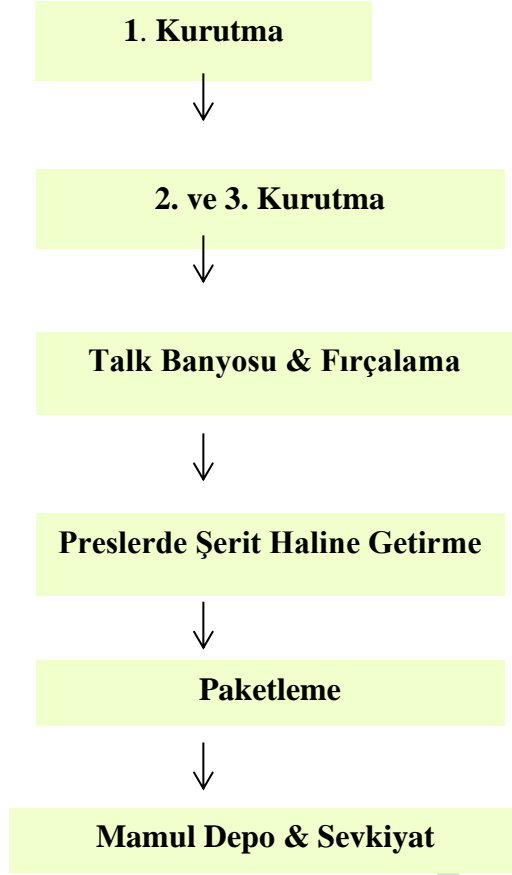 1. Kurutma
2. ve 3. Kurutma
Talk Banyosu & Fırçalama
Preslerde Şerit Haline Getirme
Paketleme
Mamul Depo & Sevkiyat